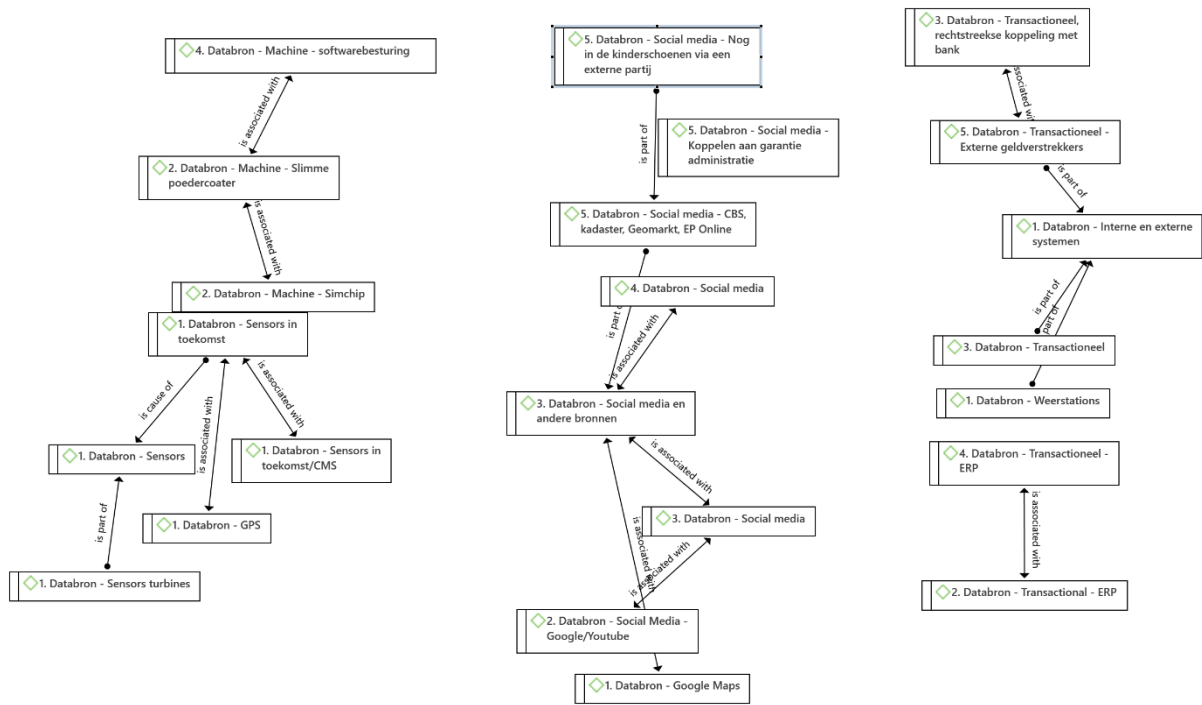 4. Databron - Machine - softwarebesturing
is associated with
2. Databron - Machine - Slimme
poedercoater
is associated with
2. Databron - Machine - Simchip
1. Databron - Sensors in
toekomst
is cause of
is associated with
is associated with
1. Databron - Sensors
1. Databron - Sensors in
toekomst/CMS
is part of
1. Databron - GPS
1. Databron - Sensors turbines
5. Databron - Social media - Nog
in de kinderschoenen via een
externe partij
is part of
5. Databron - Social media -
Koppelen aan garantie
administratie
5. Databron - Social media - CBS,
kadaster, Geomarkt, EP Online
4. Databron - Social media
is part of
is associated with
3. Databron - Social media en
andere bronnen
is associated with
3. Databron - Social media
is associated with
is associated with
2. Databron - Social Media -
Google/Youtube
1. Databron - Google Maps
3. Databron - Transactioneel,
rechtstreekse koppeling met
bank
associated with
5. Databron - Transactioneel -
Externe geldverstrekkers
is part of
1. Databron - Interne en externe
systemen
is part of
part of
3. Databron - Transactioneel
1. Databron - Weerstations
4. Databron - Transactioneel -
ERP
is associated with
2. Databron - Transactional - ERP